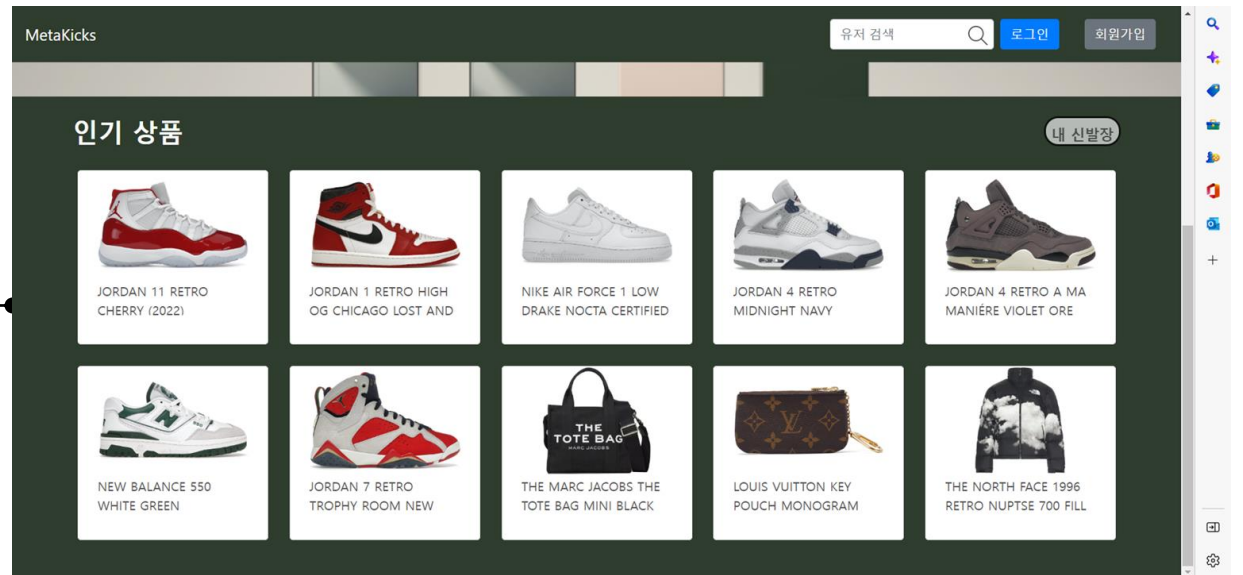 MetaKicks
유저 검색
로그인
회원가입
인기 상품
내 신발장
JORDAN 11 RETRO
CHERRY (2022)
JORDAN 1 RETRO HIGH
OG CHICAGO LOST AND
NIKE AIR FORCE 1 LOW
DRAKE NOCTA CERTIFIED
JORDAN 4 RETRO
MIDNIGHT NAVY
JORDAN 4 RETRO A MA
MANIÉRE VIOLET ORE
THE
TOTE BAG
MARC JACOBS
NEW BALANCE 550
WHITE GREEN
JORDAN 7 RETRO
TROPHY ROOM NEW
THE MARC JACOBS THE
TOTE BAG MINI BLACK
LOUIS VUITTON KEY
POUCH MONOGRAM
THE NORTH FACE 1996
RETRO NUPTSE 700 FILL